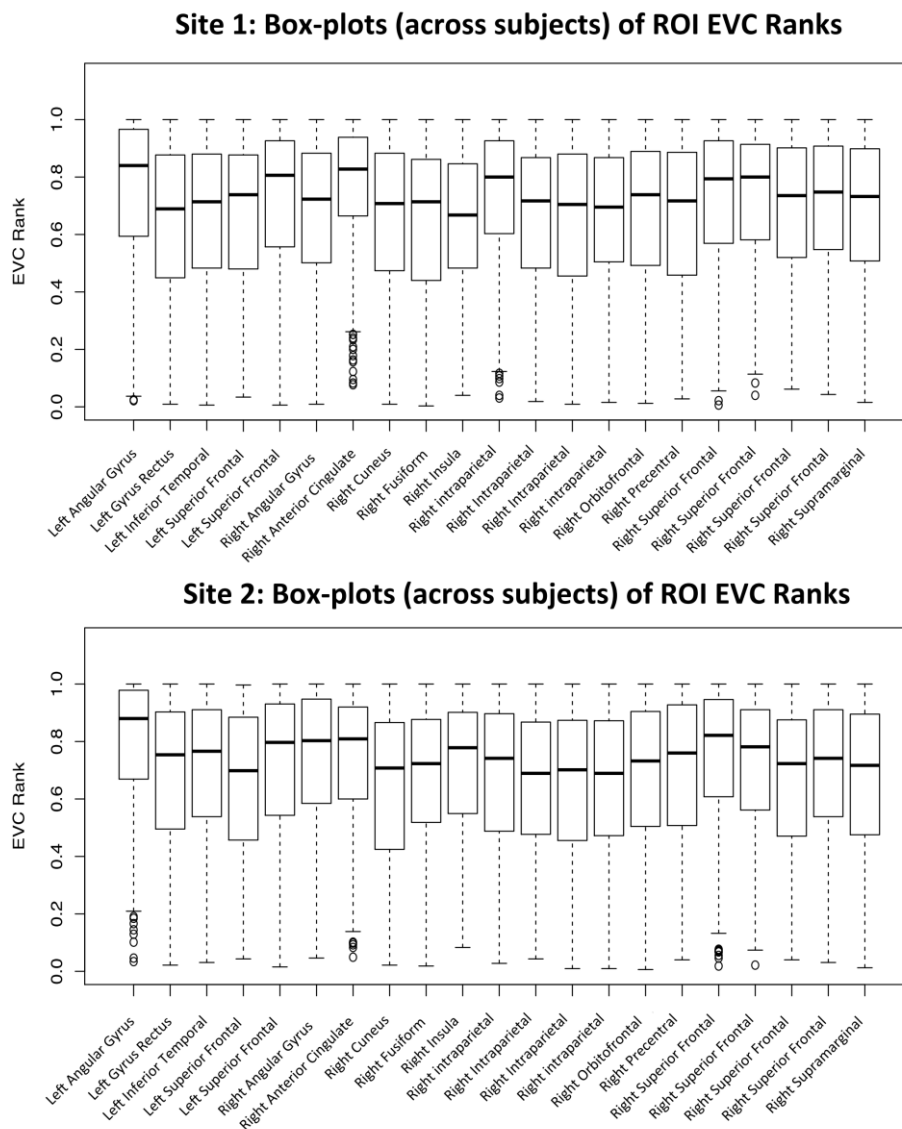 Site 1: Box-plots (across subjects) of ROI EVC Ranks
EVC Rank
1.0
0.8
0.6
0.4
0.2
0.0
Left Angular Gyrus
Left Gyrus Rectus
Left Inferior Temporal
Left Superior Frontal
Left Superior Frontal
Right Angular Gyrus
Right Anterior Cingulate
Right Cuneus
Right Fusiform
Right Insula
Right intraparietal
Right Intraparietal
Right Intraparietal
Right intraparietal
Right Orbitofrontal
Right Precentral
Right Superior Frontal
Right Superior Frontal
Right Superior Frontal
Right Superior Frontal
Right Supramarginal
Site 2: Box-plots (across subjects) of ROI EVC Ranks
EVC Rank
1.0
0.8
0.6
0.4
0.2
0.0
Left Angular Gyrus
Left Gyrus Rectus
Left Inferior Temporal
Left Superior Frontal
Left Superior Frontal
Right Angular Gyrus
Right Anterior Cingulate
Right Cuneus
Right Fusiform
Right Insula
Right intraparietal
Right Intraparietal
Right Intraparietal
Right Intraparietal
Right Orbitofrontal
Right Precentral
Right Superior Frontal
Right Superior Frontal
Right Superior Frontal
Right Superior Frontal
Right Supramarginal